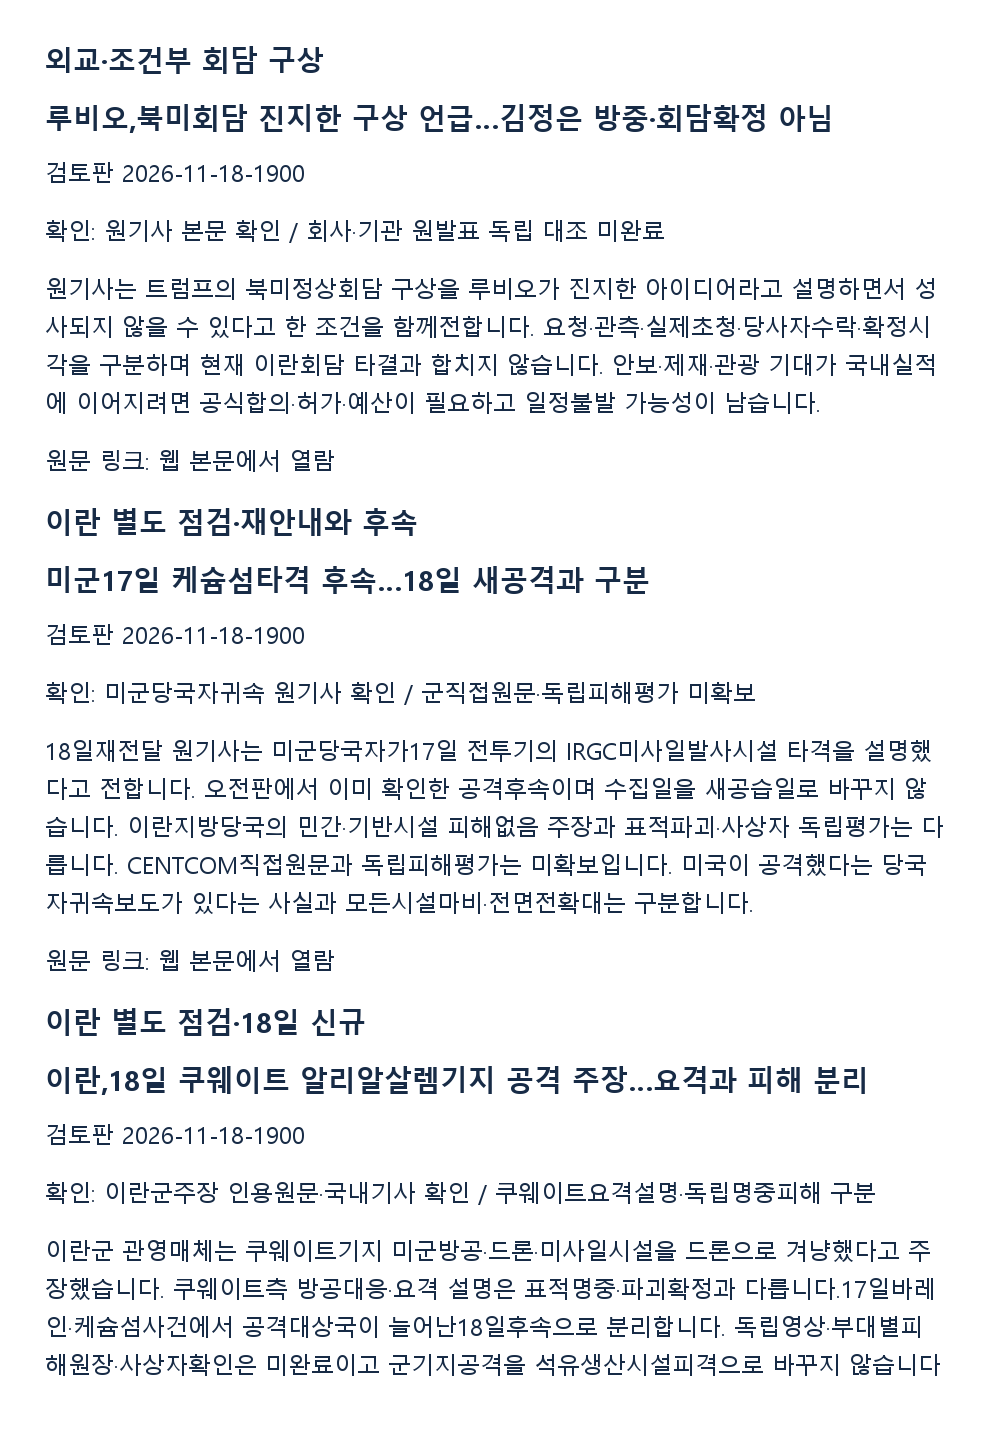 외교·조건부 회담 구상
루비오,북미회담 진지한 구상 언급...김정은 방중·회담확정 아님
검토판 2026-11-18-1900
확인: 원기사 본문 확인 / 회사·기관 원발표 독립 대조 미완료
원기사는 트럼프의 북미정상회담 구상을 루비오가 진지한 아이디어라고 설명하면서 성
사되지 않을 수 있다고 한 조건을 함께전합니다. 요청·관측·실제초청·당사자수락·확정시
각을 구분하며 현재 이란회담 타결과 합치지 않습니다. 안보·제재·관광 기대가 국내실적
에 이어지려면 공식합의·허가·예산이 필요하고 일정불발 가능성이 남습니다.
원문 링크: 웹 본문에서 열람
이란 별도 점검·재안내와 후속
미군17일 케슘섬타격 후속...18일 새공격과 구분
검토판 2026-11-18-1900
확인: 미군당국자귀속 원기사 확인 / 군직접원문·독립피해평가 미확보
18일재전달 원기사는 미군당국자가17일 전투기의 IRGC미사일발사시설 타격을 설명했
다고 전합니다. 오전판에서 이미 확인한 공격후속이며 수집일을 새공습일로 바꾸지 않
습니다. 이란지방당국의 민간·기반시설 피해없음 주장과 표적파괴·사상자 독립평가는 다
릅니다. CENTCOM직접원문과 독립피해평가는 미확보입니다. 미국이 공격했다는 당국
자귀속보도가 있다는 사실과 모든시설마비·전면전확대는 구분합니다.
원문 링크: 웹 본문에서 열람
이란 별도 점검·18일 신규
이란,18일 쿠웨이트 알리알살렘기지 공격 주장...요격과 피해 분리
검토판 2026-11-18-1900
확인: 이란군주장 인용원문·국내기사 확인 / 쿠웨이트요격설명·독립명중피해 구분
이란군 관영매체는 쿠웨이트기지 미군방공·드론·미사일시설을 드론으로 겨냥했다고 주
장했습니다. 쿠웨이트측 방공대응·요격 설명은 표적명중·파괴확정과 다릅니다.17일바레
인·케슘섬사건에서 공격대상국이 늘어난18일후속으로 분리합니다. 독립영상·부대별피
해원장·사상자확인은 미완료이고 군기지공격을 석유생산시설피격으로 바꾸지 않습니다